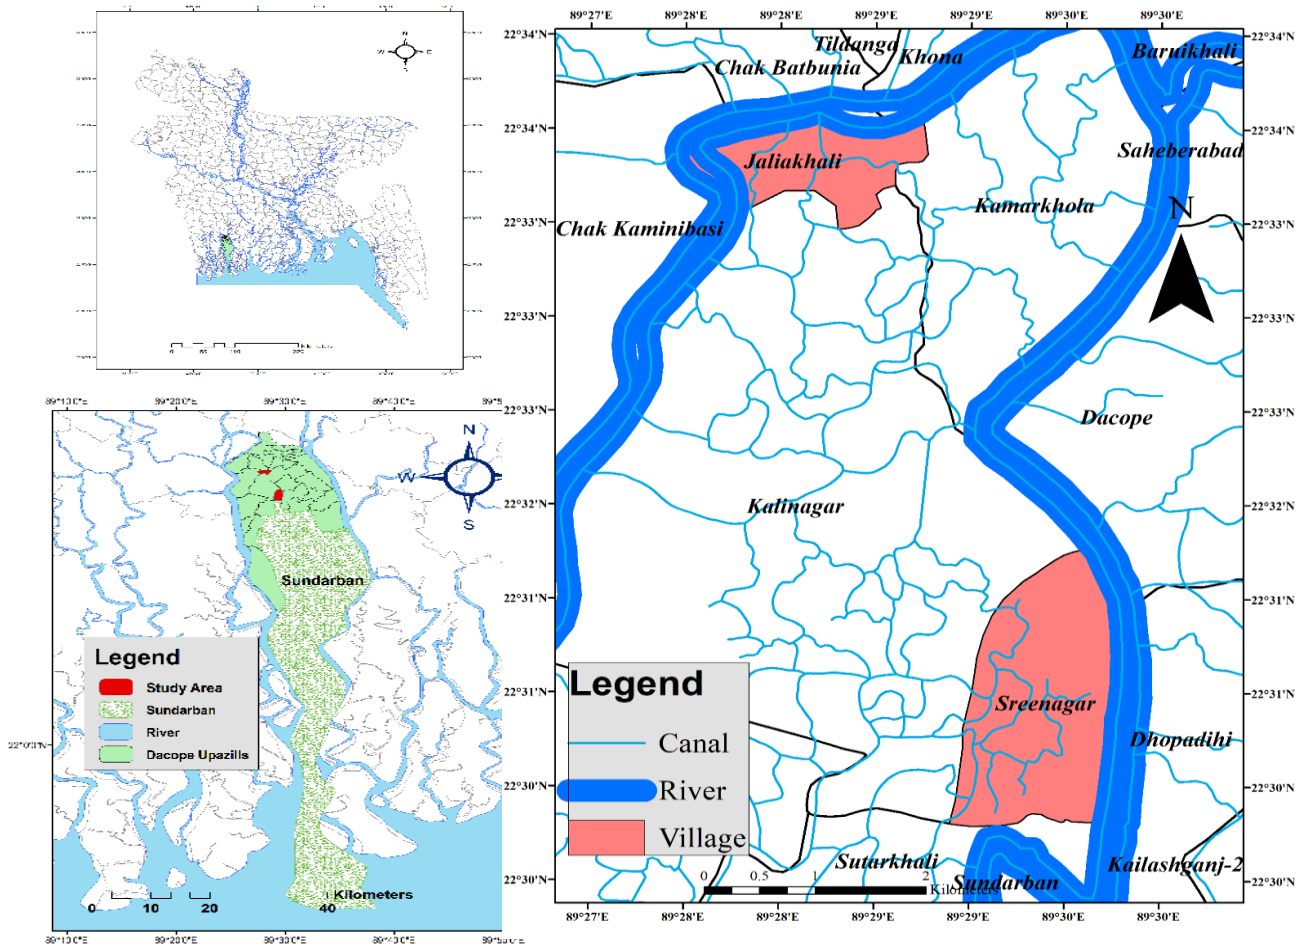 N
W
E
89°10'0"E 89°20'0"E 89°30'0"E 89°40'0"E
N
W
S
Sundarban
Legend
Study Area
Sundarban
River
Dacope Upazills
22°0'0"N
Kilometers
0 10 20 40
89°27'E 89°28'E 89°28'E 89°29'E 89°29'E 89°30'E 89°30'E
22°34'N
22°34'N
22°33'N
22°33'N
22°33'N
22°32'N
22°31'N
22°31'N
22°30'N
22°30'N
Tildanga
Khona
Baruikhali
Chak Batbunia
Jaliakhali
Saheberabad
Kamarkhola
N
Chak Kaminibasi
Dacope
Kalinagar
Sreenagar
Dhopadihi
Legend
Canal
River
Village
Sutarkhali
Kailashganj-2
Sundarban
0 0.5 1 2
Kilometers
22°34'N
22°34'N
22°33'N
22°33'N
22°33'N
22°32'N
22°31'N
22°31'N
22°30'N
22°30'N
89°27'E 89°28'E 89°28'E 89°29'E 89°29'E 89°30'E 89°30'E